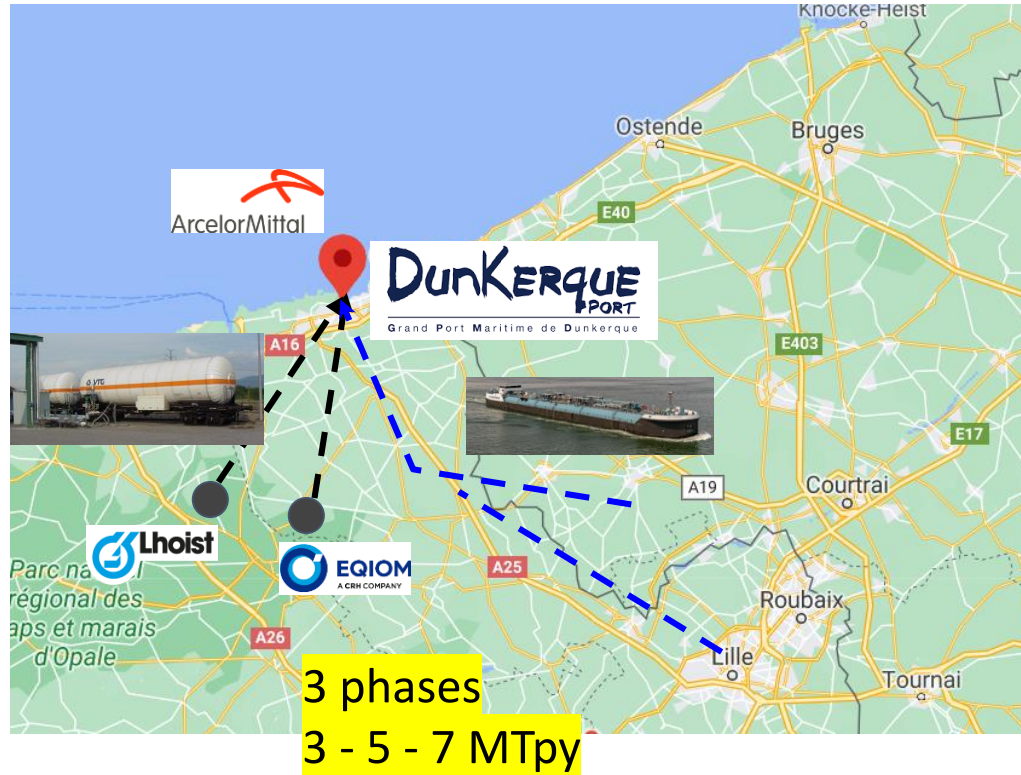 Knocke-Heist
Ostende
Bruges
ArcelorMittal
E40
DunKerque
PORT
Grand Port Maritime de Dunkerque
A16
E403
VTG
E17
A19
Courtrai
Lhoist
EQIOM
A CRH COMPANY
A25
Parc na
régional des
aps et marais
d'Opale
Roubaix
A26
Lille
Tournai
3 phases
3 - 5 - 7 MTpy